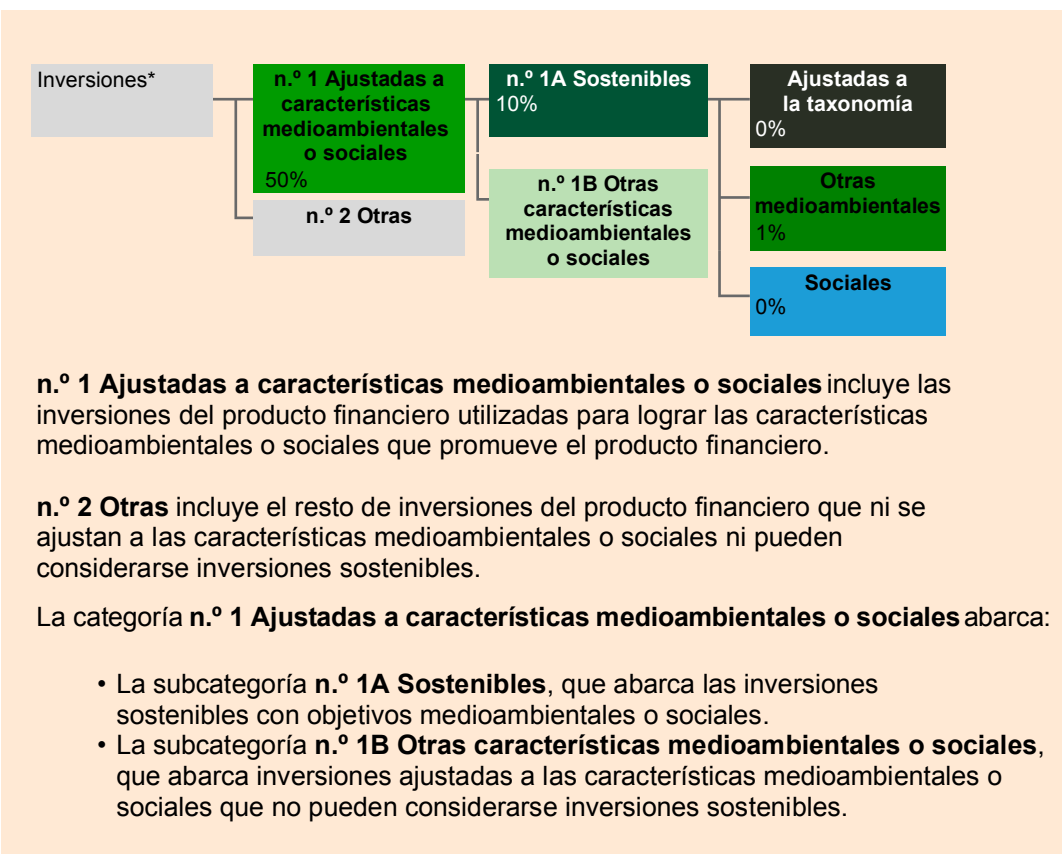 Inversiones*
n.º 1 Ajustadas a
características
medioambientales
o sociales
50%
n.º 2 Otras
n.º 1A Sostenibles
10%
n.º 1B Otras
características
medioambientales
o sociales
Ajustadas a
la taxonomía
0%
Otras
medioambientales
1%
Sociales
0%
n.º 1 Ajustadas a características medioambientales o sociales incluye las
inversiones del producto financiero utilizadas para lograr las características
medioambientales o sociales que promueve el producto financiero.
n.º 2 Otras incluye el resto de inversiones del producto financiero que ni se
ajustan a las características medioambientales o sociales ni pueden
considerarse inversiones sostenibles.
La categoría n.º 1 Ajustadas a características medioambientales o sociales abarca:
• La subcategoría n.º 1A Sostenibles, que abarca las inversiones
sostenibles con objetivos medioambientales o sociales.
• La subcategoría n.º 1B Otras características medioambientales o sociales,
que abarca inversiones ajustadas a las características medioambientales o
sociales que no pueden considerarse inversiones sostenibles.